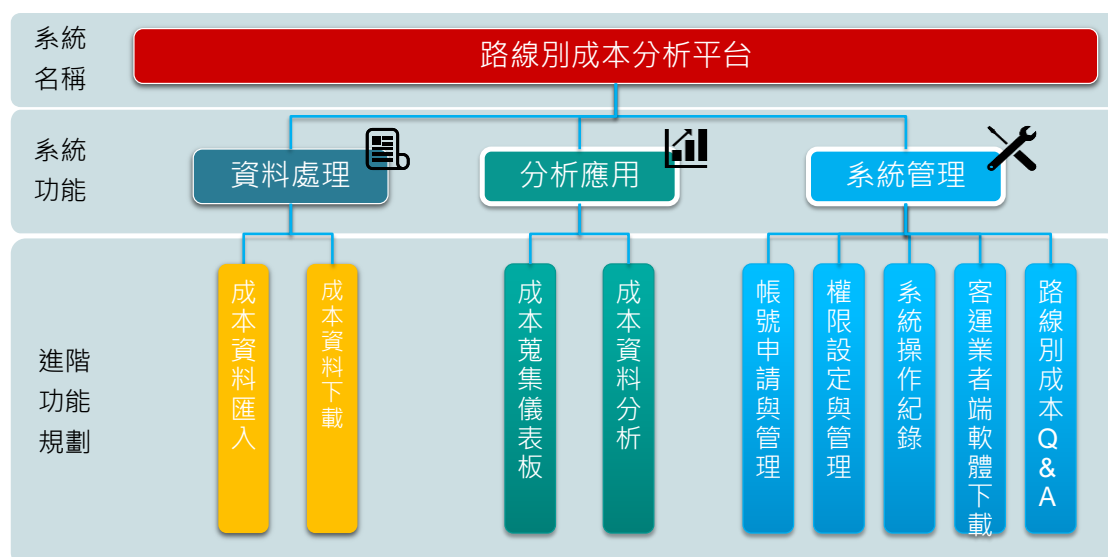 系統
名稱
路線別成本分析平台
系統
功能
資料處理
分析應用
系統管理
進階
功能
規劃
成本資料匯入
成本資料下載
成本蒐集儀表板
成本資料分析
帳號申請與管理
權限設定與管理
系統操作紀錄
客運業者端軟體下載
路線別成本Q&A